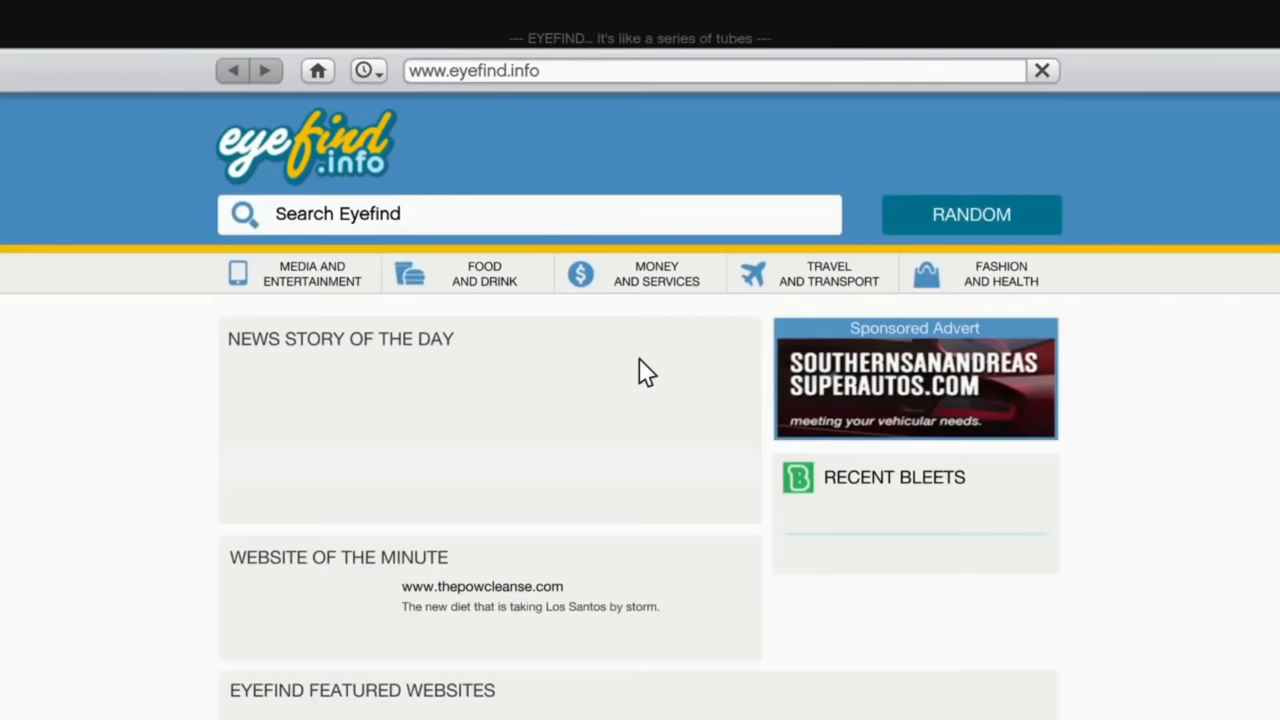 — EYEFIND... It's like a series of tubes —
www.eyefind.info
eyefind
.info
Search Eyefind
RANDOM
MEDIA AND
ENTERTAINMENT
FOOD
AND DRINK
MONEY
AND SERVICES
TRAVEL
AND TRANSPORT
FASHION
AND HEALTH
NEWS STORY OF THE DAY
Sponsored Advert
SOUTHERNSANANDREAS
SUPERAUTOS.COM
meeting your vehicular needs.
B
RECENT BLEETS
WEBSITE OF THE MINUTE
www.thepowcleanse.com
The new diet that is taking Los Santos by storm.
EYEFIND FEATURED WEBSITES